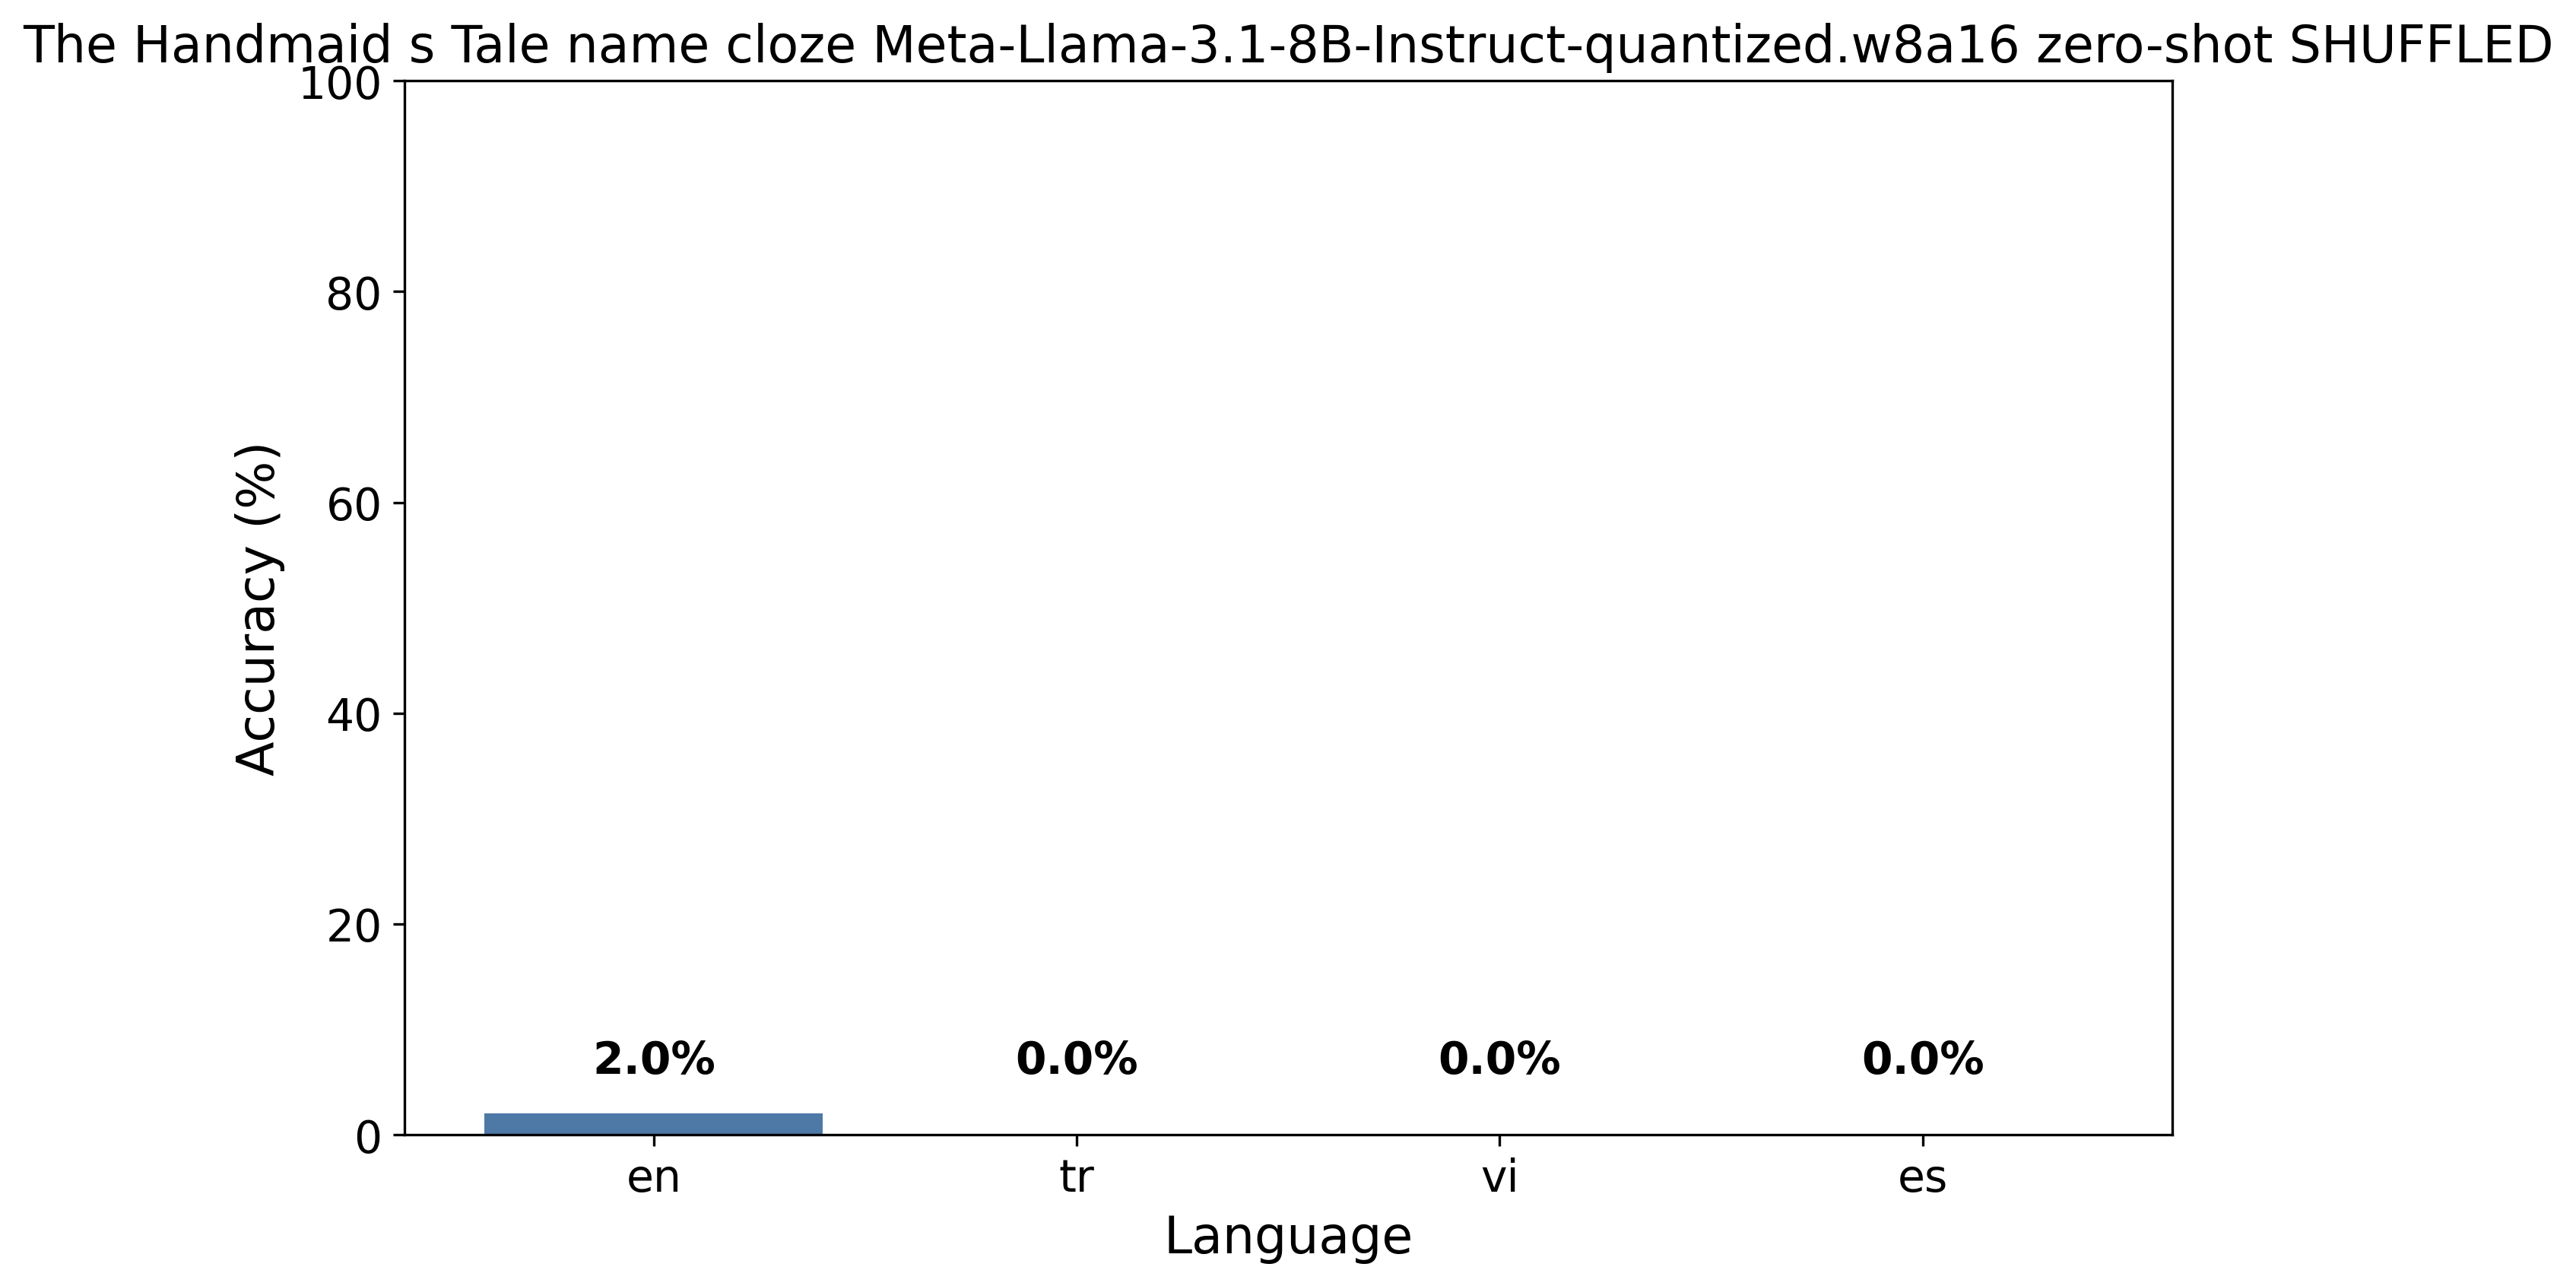 The Handmaid s Tale name cloze Meta-Llama-3.1-8B-Instruct-quantized.w8a16 zero-shot SHUFFLED
100
80
60
40
20
0
Accuracy (%)
2.0% 0.0% 0.0% 0.0%
en tr vi es
Language